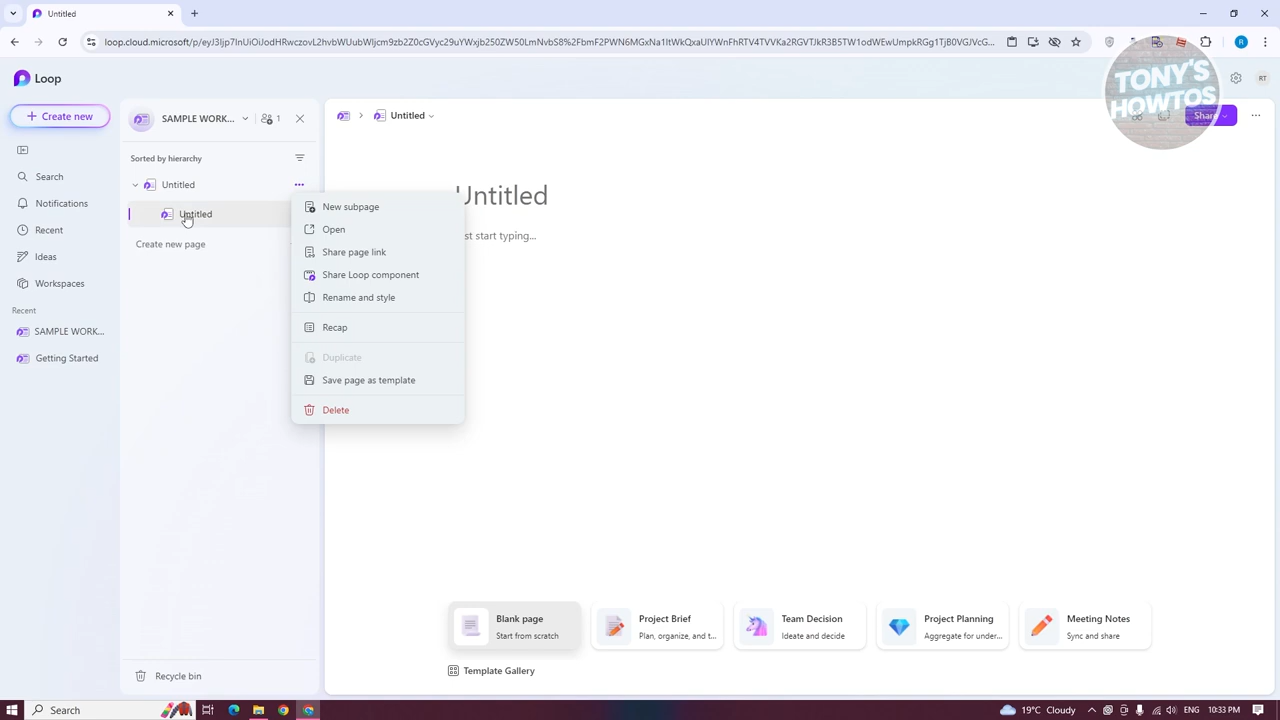 Untitled
loop.cloud.microsoft/p/eyJ3Ijp7InUiOiJodHRwczovL2hvbWUubWljcm9zb2Z0cGVyc29uYWxjb250ZW50LmNvbS8%2FbmF2PWN6MGxNa1ltWkQxaUlYWnFhRTV4TVVKa2RGVTJkR3B5TW1odWEwUmpkRg1TjB0VGJVcG...
R
Loop
TONY'S
HOWTOS
RT
Create new
SAMPLE WORK...
1
Untitled
Share
Sorted by hierarchy
Search
Untitled
Untitled
Notifications
New subpage
Untitled
Recent
Open
Just start typing...
Create new page
Ideas
Share page link
Workspaces
Share Loop component
Rename and style
Recent
SAMPLE WORK...
Recap
Getting Started
Duplicate
Save page as template
Delete
Blank page
Start from scratch
Project Brief
Plan, organize, and t...
Team Decision
Ideate and decide
Project Planning
Aggregate for under...
Meeting Notes
Sync and share
Template Gallery
Recycle bin
Search
19°C Cloudy
10:33 PM